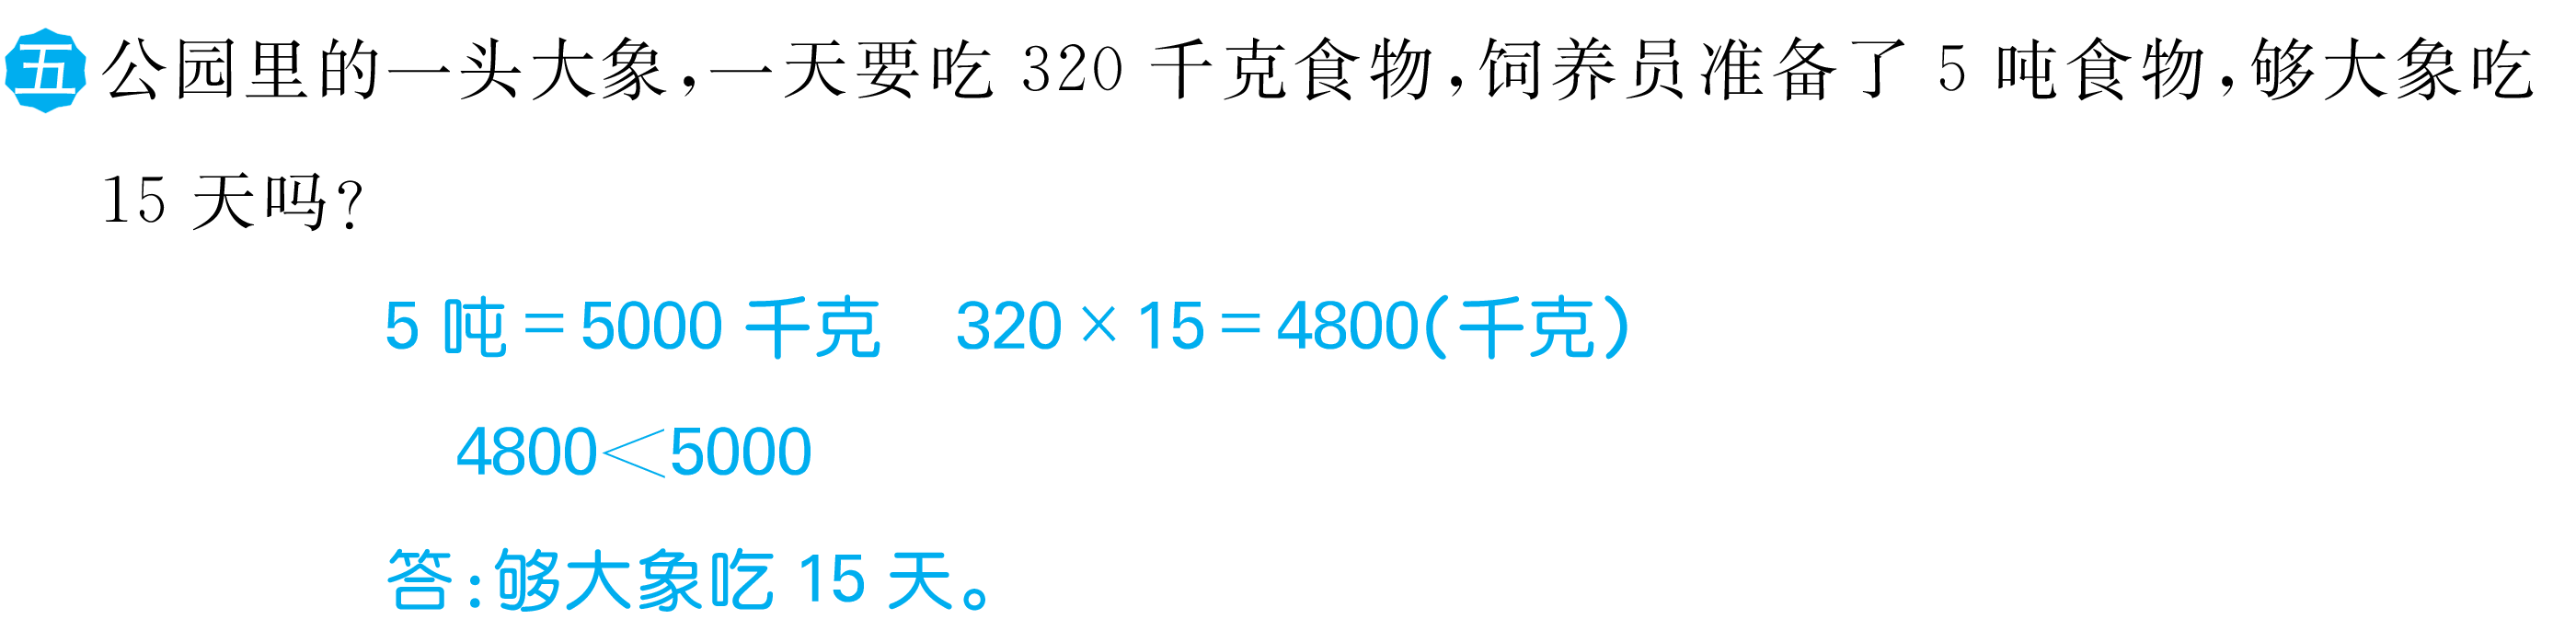 五 公园里的一头大象,一天要吃 320 千克食物,饲养员准备了 5 吨食物,够大象吃
15 天吗?
5 吨=5000 千克 320×15=4800(千克)
4800<5000
答:够大象吃 15 天。